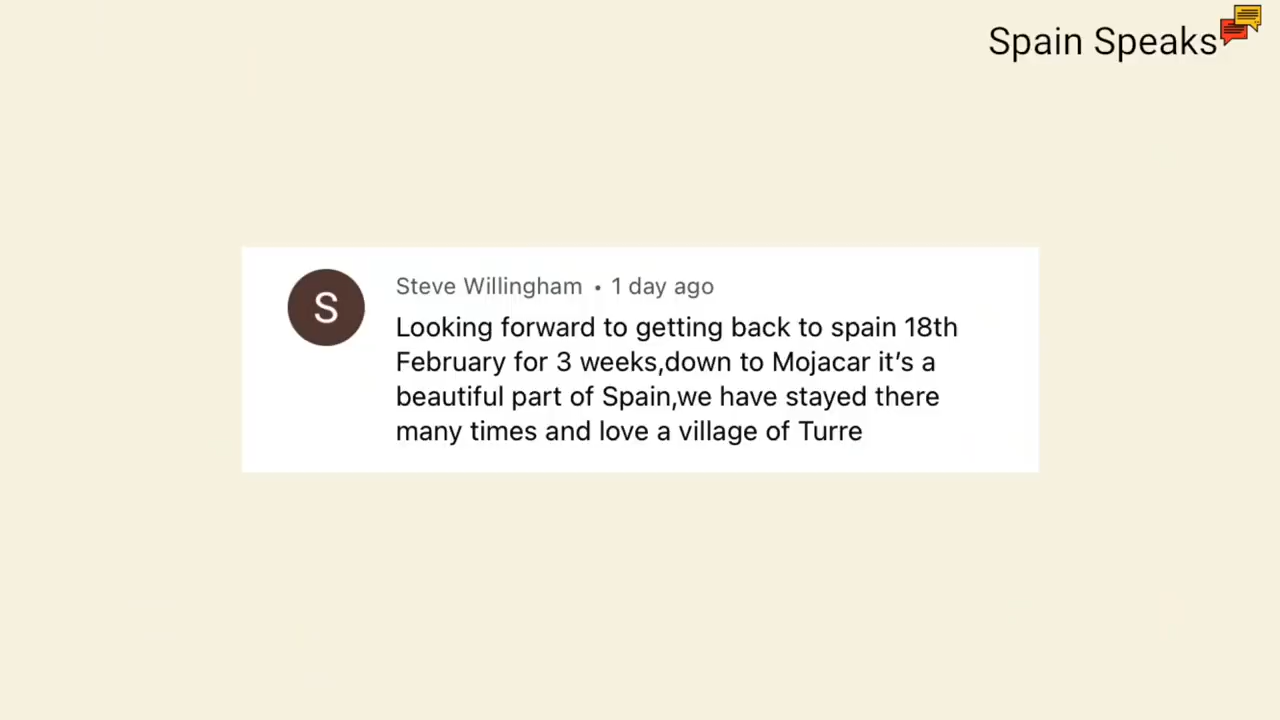 Spain Speaks
S
Steve Willingham • 1 day ago
Looking forward to getting back to spain 18th
February for 3 weeks,down to Mojacar it’s a
beautiful part of Spain,we have stayed there
many times and love a village of Turre